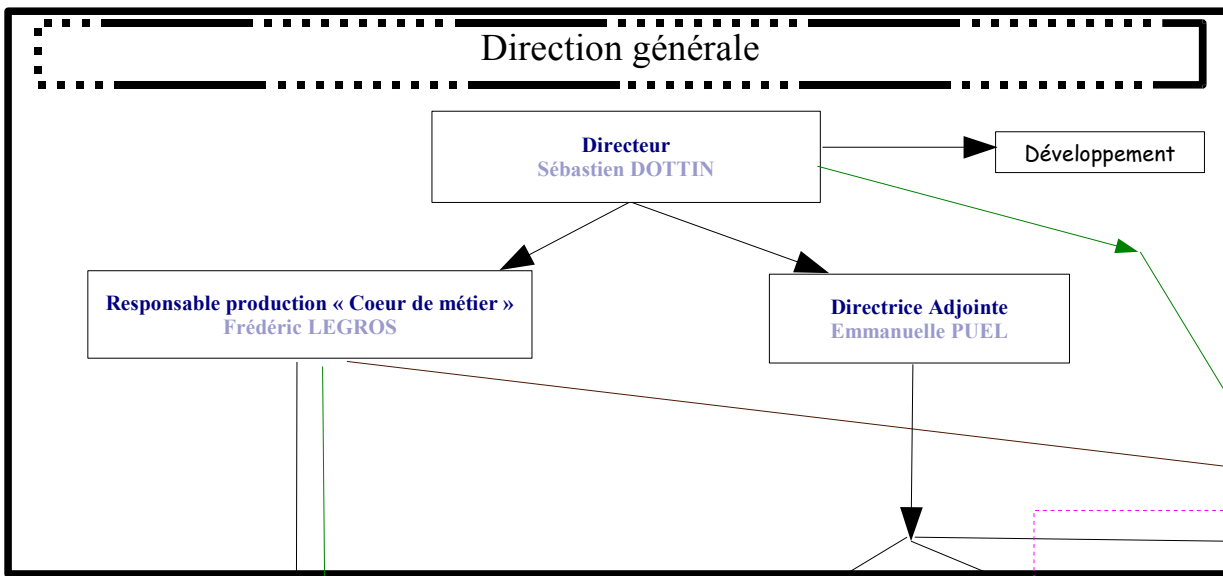 Direction générale
Directeur
Sébastien DOTTIN
Développement
Responsable production « Coeur de métier »
Frédéric LEGROS
Directrice Adjointe
Emmanuelle PUEL